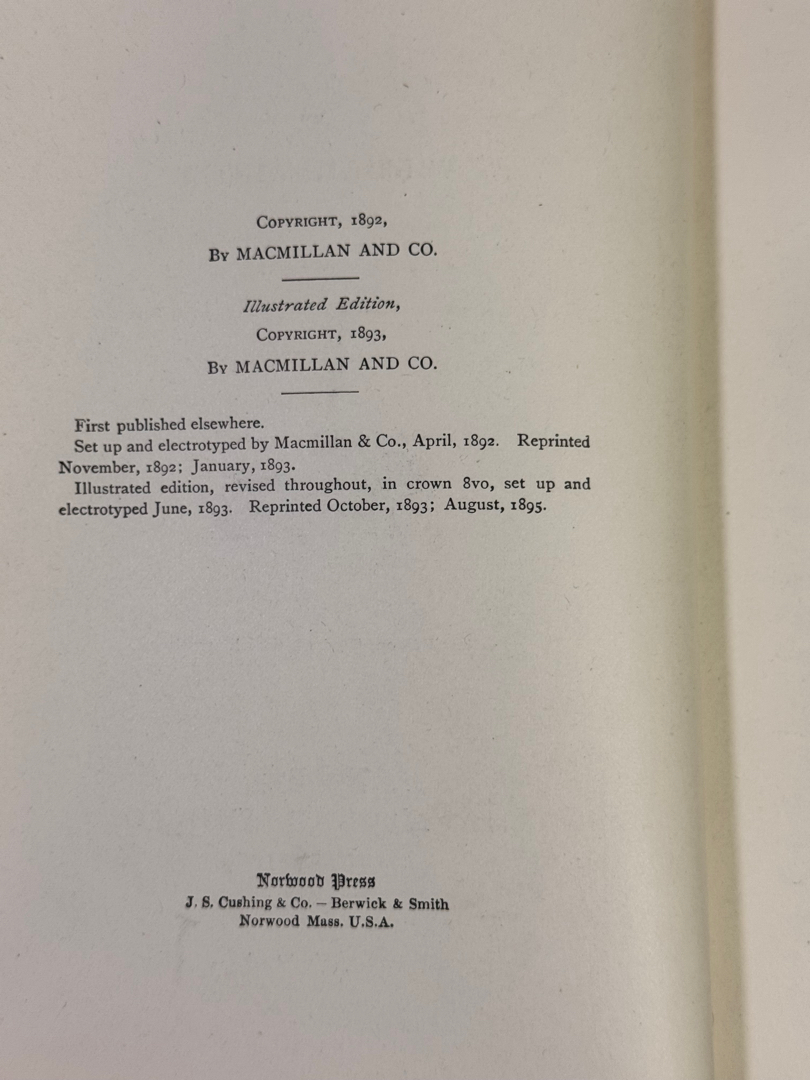 COPYRIGHT, 1892,
BY MACMILLAN AND CO.
Illustrated Edition,
COPYRIGHT, 1893,
BY MACMILLAN AND CO.
First published elsewhere.
Set up and electrotyped by Macmillan & Co., April, 1892. Reprinted
November, 1892; January, 1893.
Illustrated edition, revised throughout, in crown 8vo, set up and
electrotyped June, 1893. Reprinted October, 1893; August, 1895.
Norwood Press
J. S. Cushing & Co. — Berwick & Smith
Norwood Mass. U.S.A.